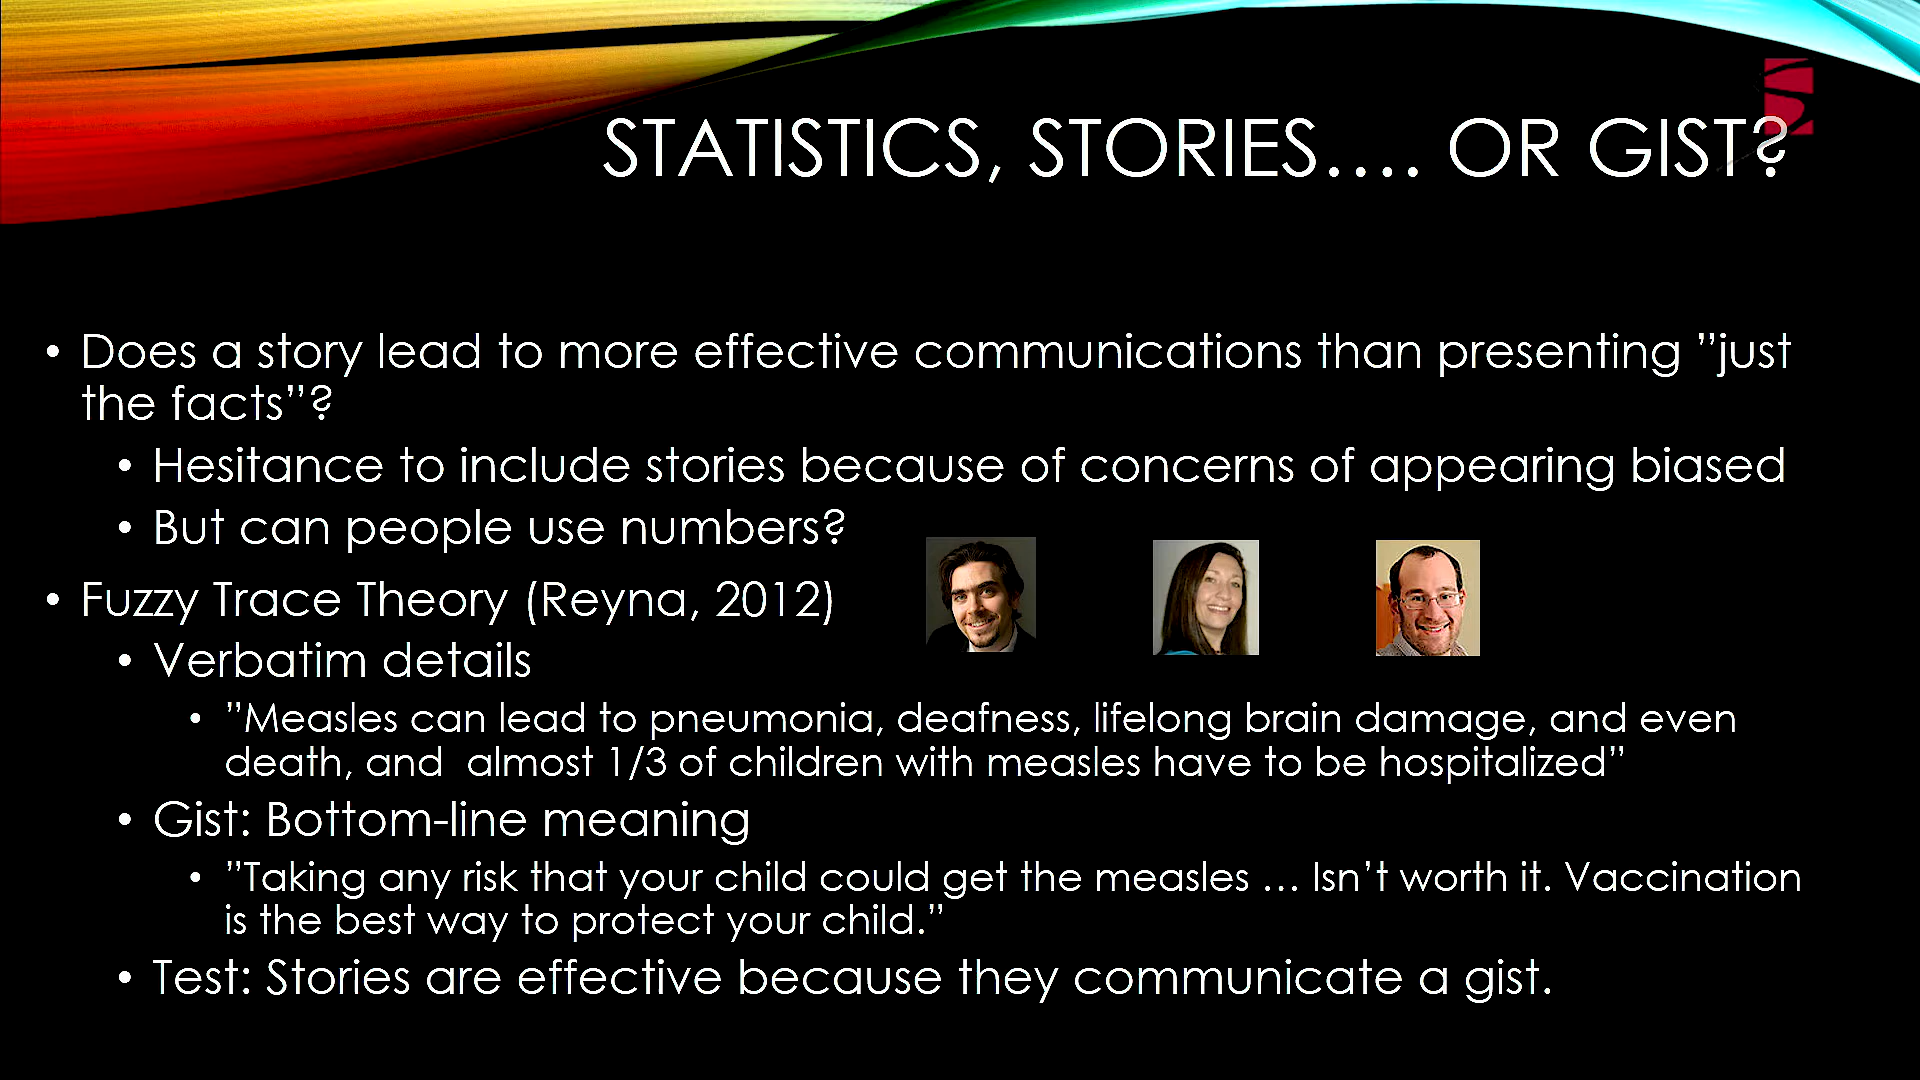 STATISTICS, STORIES.... OR GIST?
• Does a story lead to more effective communications than presenting ”just
the facts”?
• Hesitance to include stories because of concerns of appearing biased
• But can people use numbers?
• Fuzzy Trace Theory (Reyna, 2012)
• Verbatim details
• ”Measles can lead to pneumonia, deafness, lifelong brain damage, and even
death, and  almost 1/3 of children with measles have to be hospitalized”
• Gist: Bottom-line meaning
• ”Taking any risk that your child could get the measles … Isn’t worth it. Vaccination
is the best way to protect your child.”
• Test: Stories are effective because they communicate a gist.